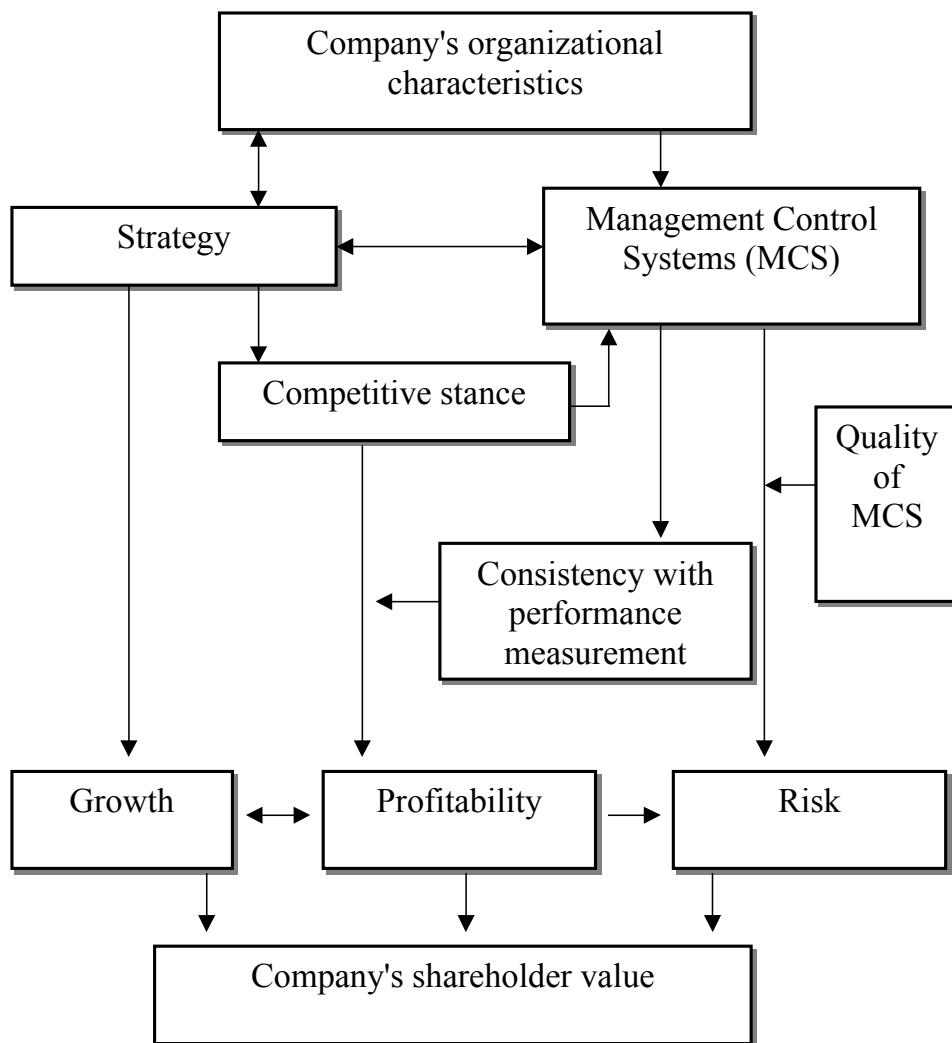 Company's organizational
characteristics
Strategy
Management Control
Systems (MCS)
Competitive stance
Quality
of
MCS
Consistency with
performance
measurement
Growth
Profitability
Risk
Company's shareholder value